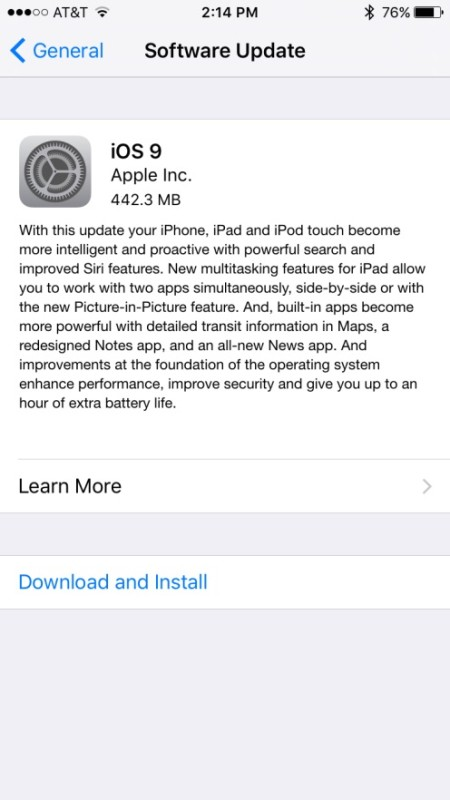 AT&T 2:14 PM 76%
General Software Update
iOS 9
Apple Inc.
442.3 MB
With this update your iPhone, iPad and iPod touch become
more intelligent and proactive with powerful search and
improved Siri features. New multitasking features for iPad allow
you to work with two apps simultaneously, side-by-side or with
the new Picture-in-Picture feature. And, built-in apps become
more powerful with detailed transit information in Maps, a
redesigned Notes app, and an all-new News app. And
improvements at the foundation of the operating system
enhance performance, improve security and give you up to an
hour of extra battery life.
Learn More
Download and Install